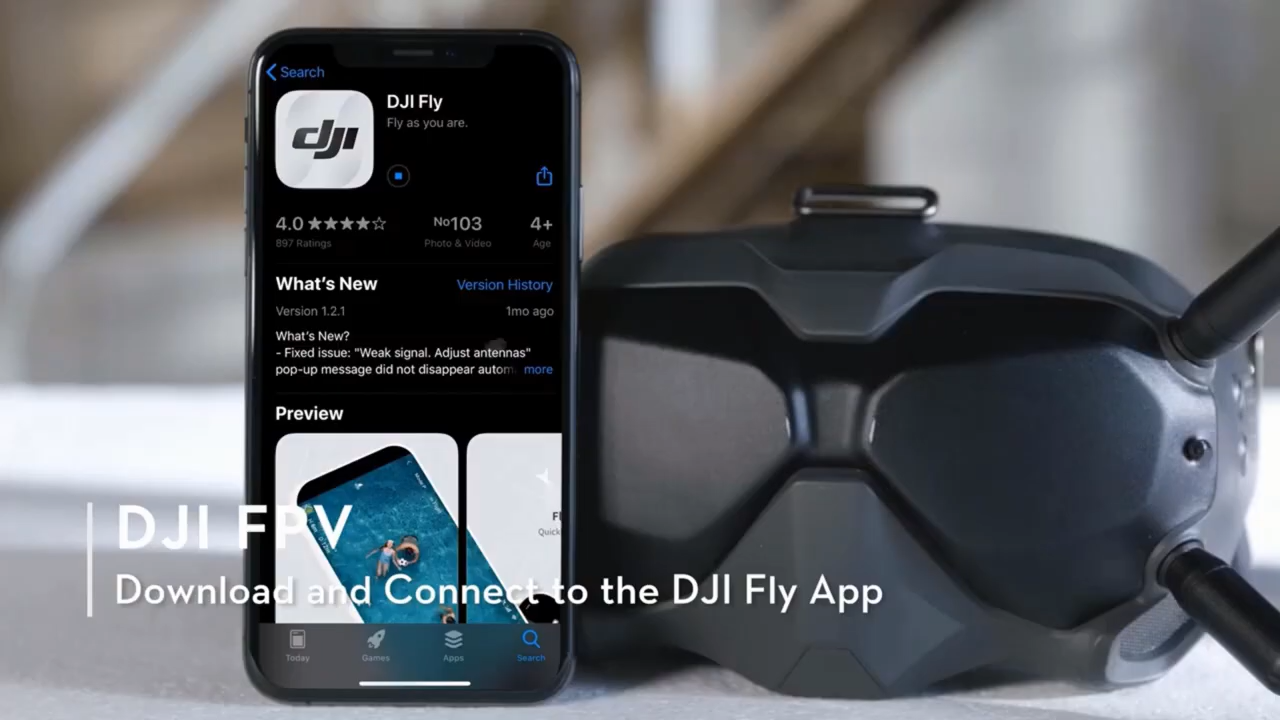 Search
dji
DJI Fly
Fly as you are.
4.0 ★★★★☆
897 Ratings
No103
Photo & Video
4+
Age
What's New
Version History
Version 1.2.1
1mo ago
What's New?
- Fixed issue: "Weak signal. Adjust antennas"
pop-up message did not disappear autom
more
Preview
Fl
Quick
DJI FPV
Download and Connect to the DJI Fly App
Today
Games
Apps
Search